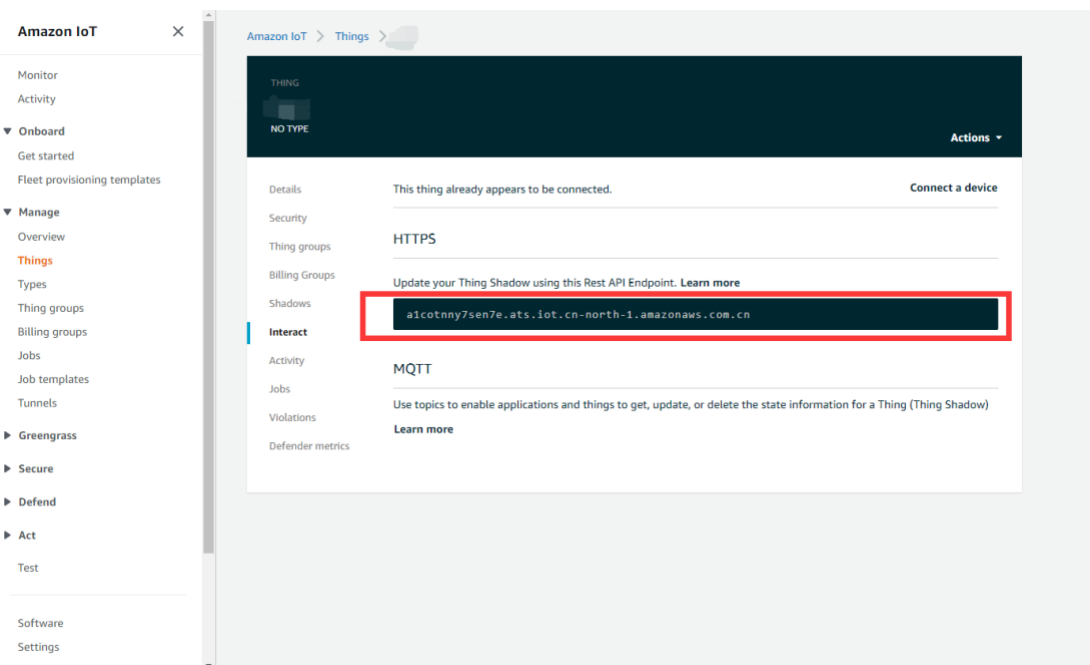 Amazon IoT
Monitor
Activity
Onboard
Get started
Fleet provisioning templates
Manage
Overview
Things
Types
Thing groups
Billing groups
Jobs
Job templates
Tunnels
Greengrass
Secure
Defend
Act
Test
Software
Settings
Amazon IoT > Things >
THING
NO TYPE
Actions
Details
Security
Thing groups
Billing Groups
Shadows
Interact
Activity
Jobs
Violations
Defender metrics
This thing already appears to be connected.
Connect a device
HTTPS
Update your Thing Shadow using this Rest API Endpoint. Learn more
a1cotnny7sen7e.ats.iot.cn-north-1.amazonaws.com.cn
MQTT
Use topics to enable applications and things to get, update, or delete the state information for a Thing (Thing Shadow)
Learn more